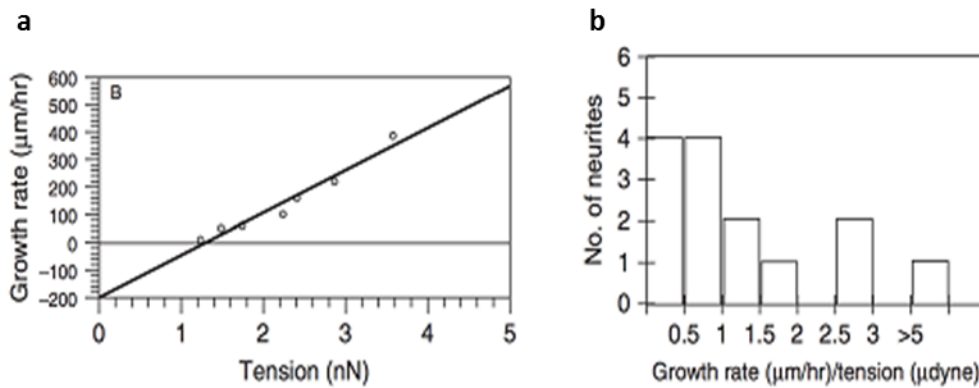 a
B
Growth rate (μm/hr)
600
500
400
300
200
100
0
−100
−200
0 1 2 3 4 5
Tension (nN)
b
No. of neurites
6
5
4
3
2
1
0
0.5 1 1.5 2 2.5 3 >5
Growth rate (μm/hr)/tension (μdyne)